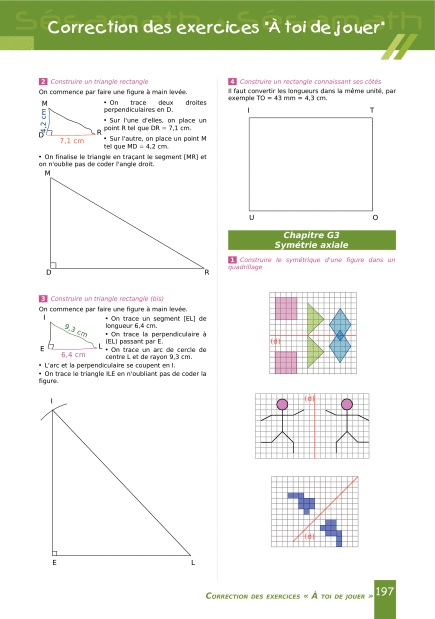 Sésamath Sésamath
Correction des exercices "À toi de jouer"
2 Construire un triangle rectangle
On commence par faire une figure à main levée.
M
4,2 cm
D
R
7,1 cm
• On trace deux droites
perpendiculaires en D.
• Sur l'une d'elles, on place un
point R tel que DR = 7,1 cm.
• Sur l'autre, on place un point M
tel que MD = 4,2 cm.
• On finalise le triangle en traçant le segment [MR] et
on n'oublie pas de coder l'angle droit.
M
D
R
3 Construire un triangle rectangle (bis)
On commence par faire une figure à main levée.
I
9,3 cm
E
L
6,4 cm
• On trace un segment [EL] de
longueur 6,4 cm.
• On trace la perpendiculaire à
(EL) passant par E.
• On trace un arc de cercle de
centre L et de rayon 9,3 cm.
• L'arc et la perpendiculaire se coupent en I.
• On trace le triangle ILE en n'oubliant pas de coder la
figure.
I
E
L
4 Construire un rectangle connaissant ses côtés
Il faut convertir les longueurs dans la même unité, par
exemple TO = 43 mm = 4,3 cm.
I
T
U
O
Chapitre G3
Symétrie axiale
1 Construire le symétrique d'une figure dans un
quadrillage
(d)
(d)
(d)
CORRECTION DES EXERCICES « À TOI DE JOUER »
197